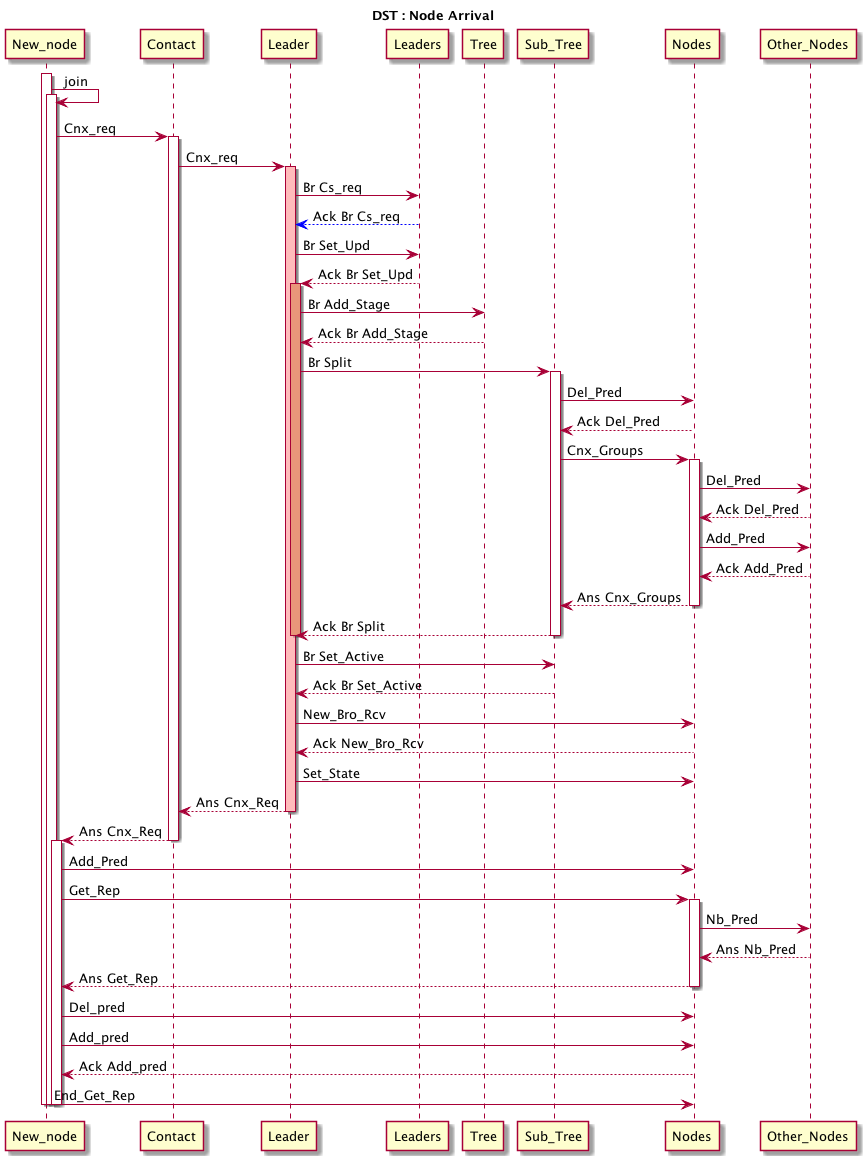 DST : Node Arrival
New_node Contact Leader Leaders Tree Sub_Tree Nodes Other_Nodes
join
Cnx_req
Cnx_req
Br Cs_req
Ack Br Cs_req
Br Set_Upd
Ack Br Set_Upd
Br Add_Stage
Ack Br Add_Stage
Br Split
Del_Pred
Ack Del_Pred
Cnx_Groups
Del_Pred
Ack Del_Pred
Add_Pred
Ack Add_Pred
Ans Cnx_Groups
Ack Br Split
Br Set_Active
Ack Br Set_Active
New_Bro_Rcv
Ack New_Bro_Rcv
Set_State
Ans Cnx_Req
Ans Cnx_Req
Add_Pred
Get_Rep
Nb_Pred
Ans Nb_Pred
Ans Get_Rep
Del_pred
Add_pred
Ack Add_pred
End_Get_Rep
New_node Contact Leader Leaders Tree Sub_Tree Nodes Other_Nodes